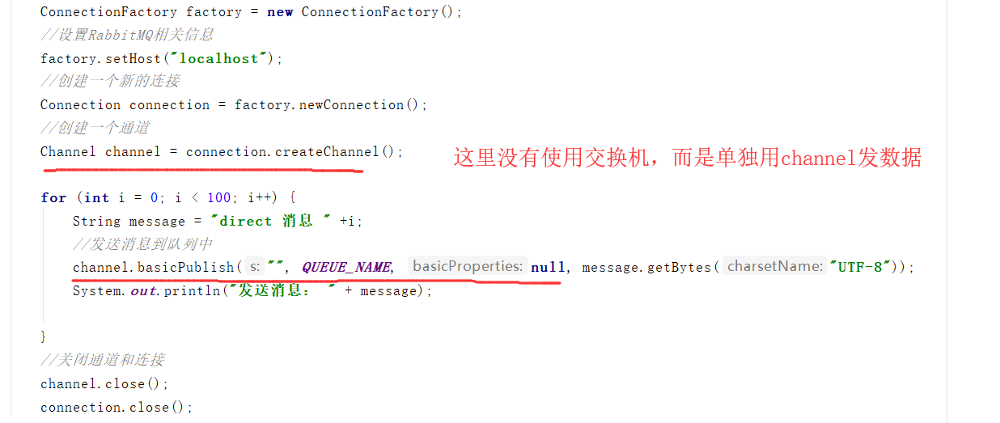 ConnectionFactory factory = new ConnectionFactory();
//设置RabbitMQ相关信息
factory.setHost("localhost");
//创建一个新的连接
Connection connection = factory.newConnection();
//创建一个通道
Channel channel = connection.createChannel();
这里没有使用交换机，而是单独用channel发数据
for (int i = 0; i < 100; i++) {
String message = "direct 消息 " +i;
//发送消息到队列中
channel.basicPublish( s: "", QUEUE_NAME, basicProperties: null, message.getBytes( charsetName: "UTF-8"));
System.out.println("发送消息： " + message);
}
//关闭通道和连接
channel.close();
connection.close();